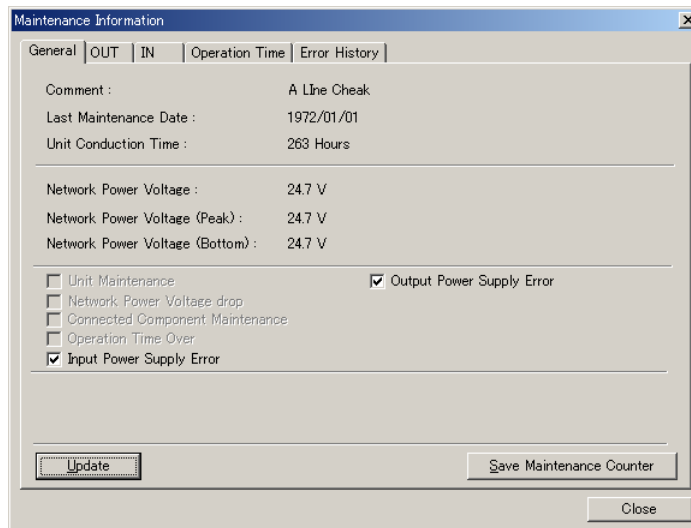 Maintenance Information
General OUT IN Operation Time Error History
Comment : A LIne Cheak
Last Maintenance Date : 1972/01/01
Unit Conduction Time : 263 Hours
Network Power Voltage : 24.7 V
Network Power Voltage (Peak) : 24.7 V
Network Power Voltage (Bottom) : 24.7 V
Unit Maintenance Output Power Supply Error
Network Power Voltage drop
Connected Component Maintenance
Operation Time Over
Input Power Supply Error
Update Save Maintenance Counter
Close